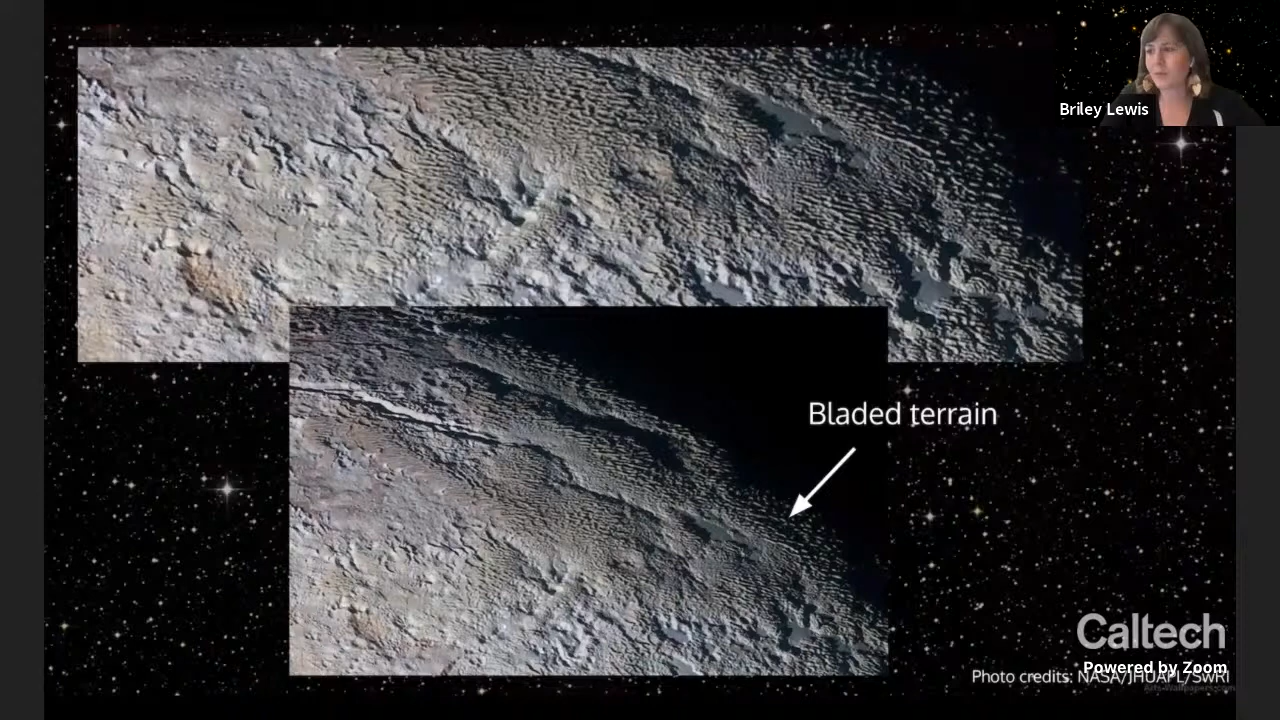 Briley Lewis
Bladed terrain
Caltech
Powered by Zoom
Photo credits: NASA/JHUAPL/SwRI